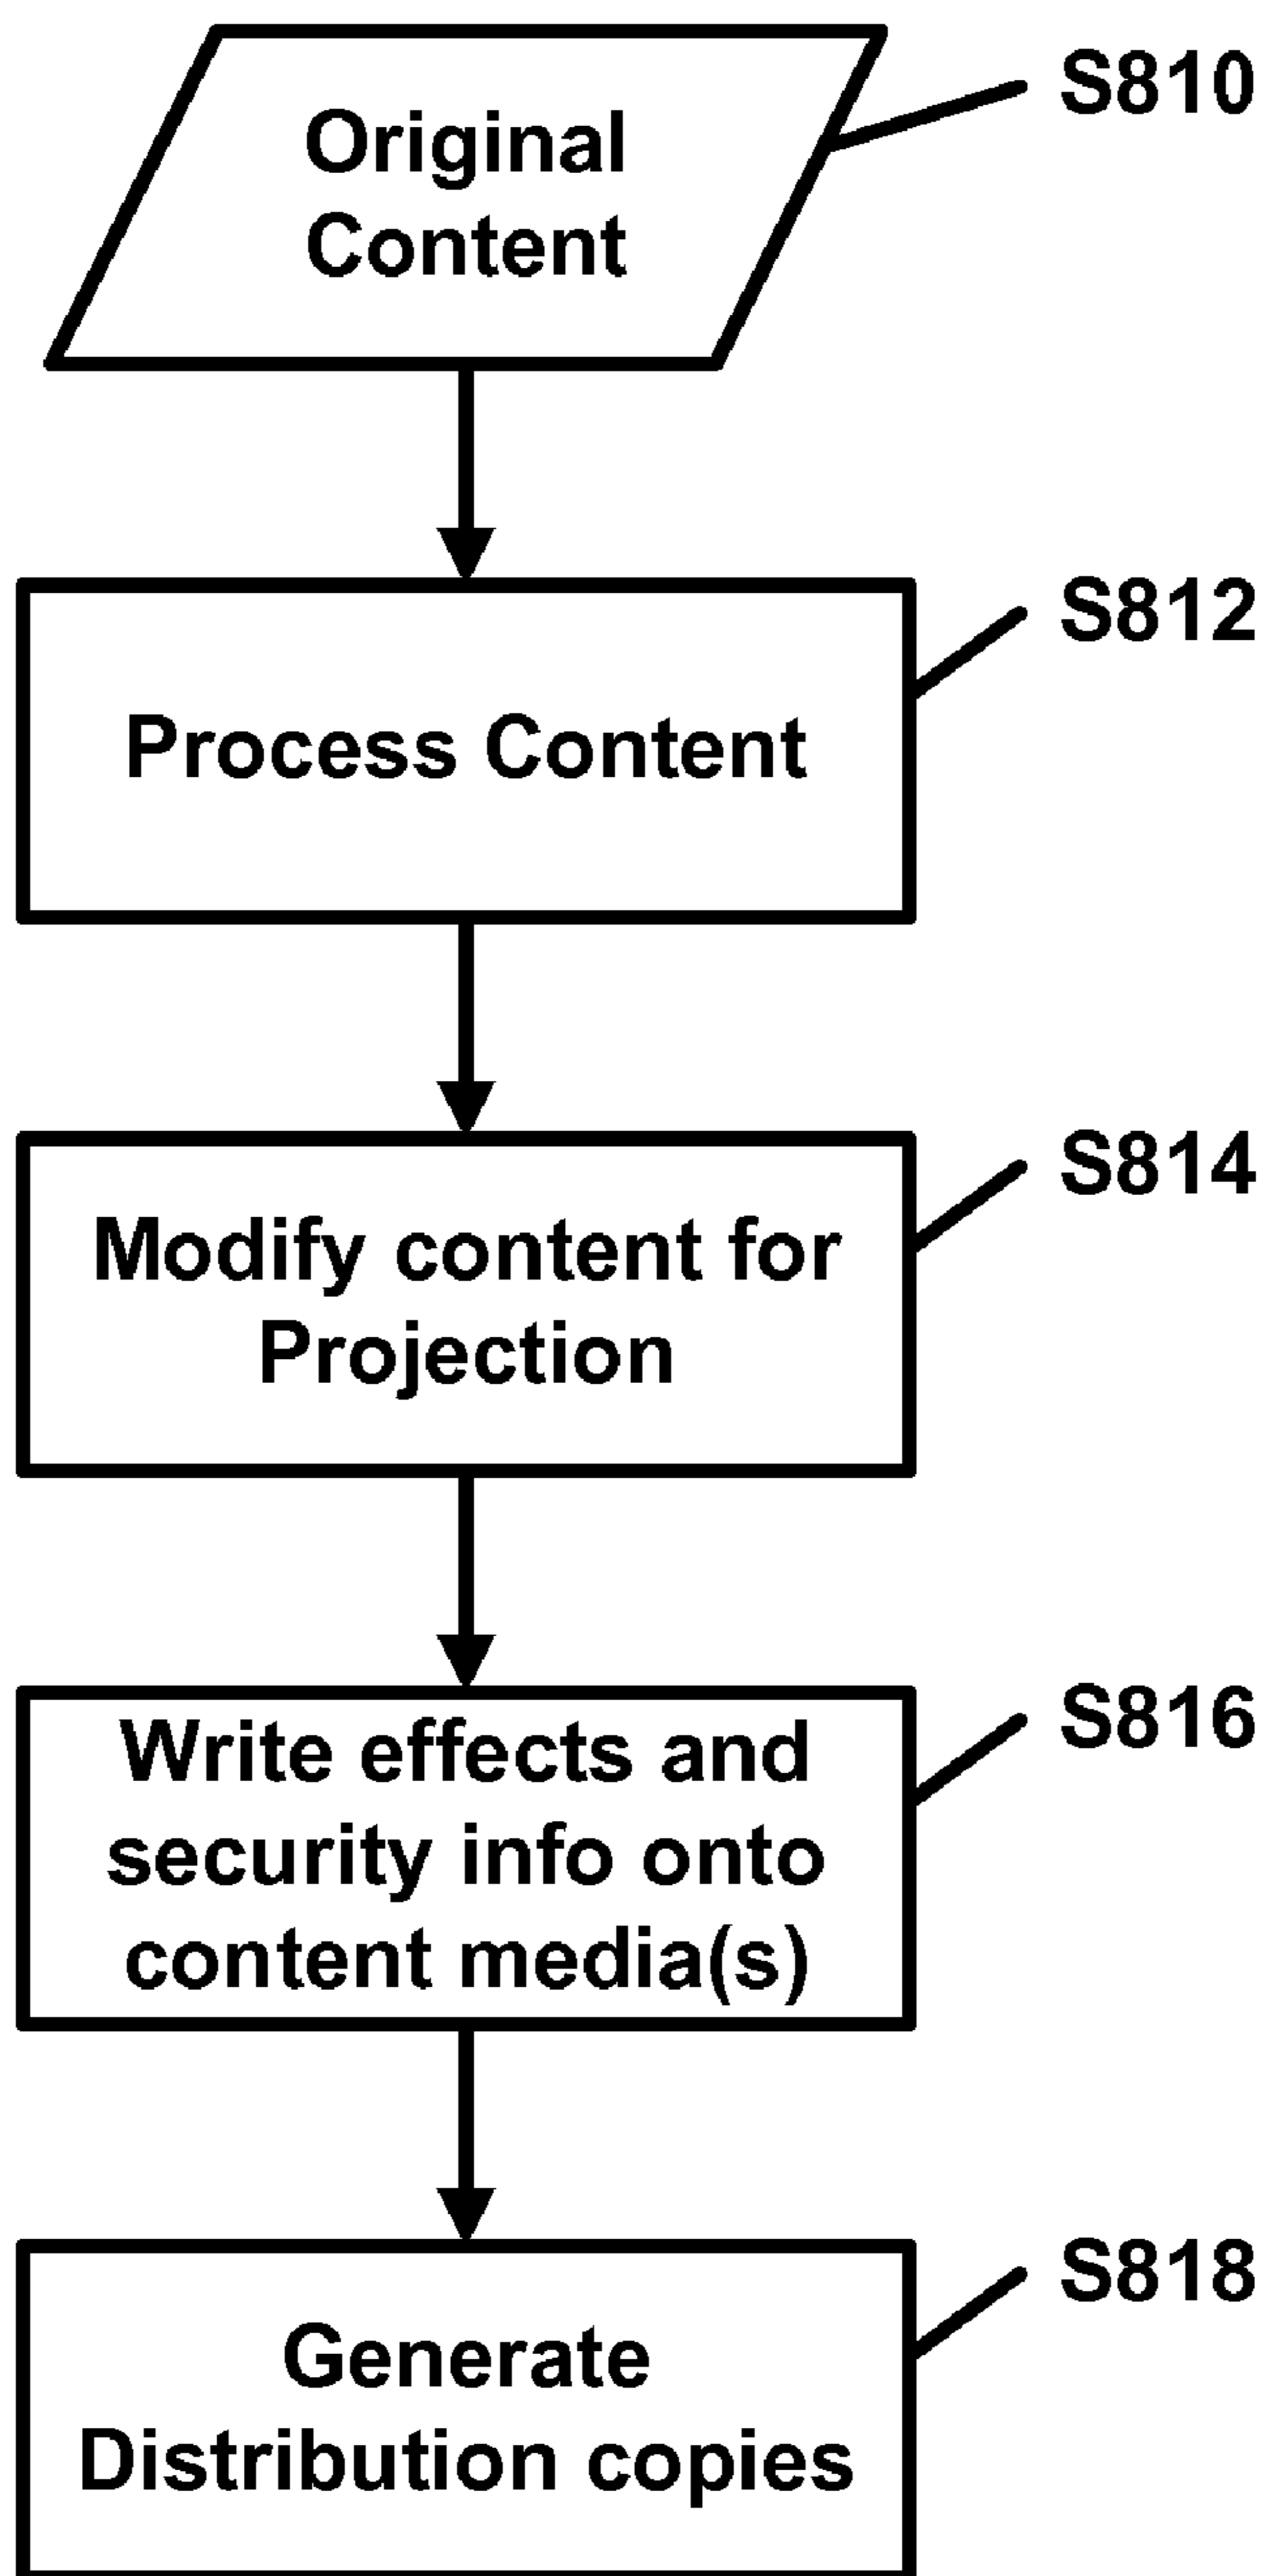 Original
Content
S810
Process Content
S812
Modify content for
Projection
S814
Write effects and
security info onto
content media(s)
S816
Generate
Distribution copies
S818